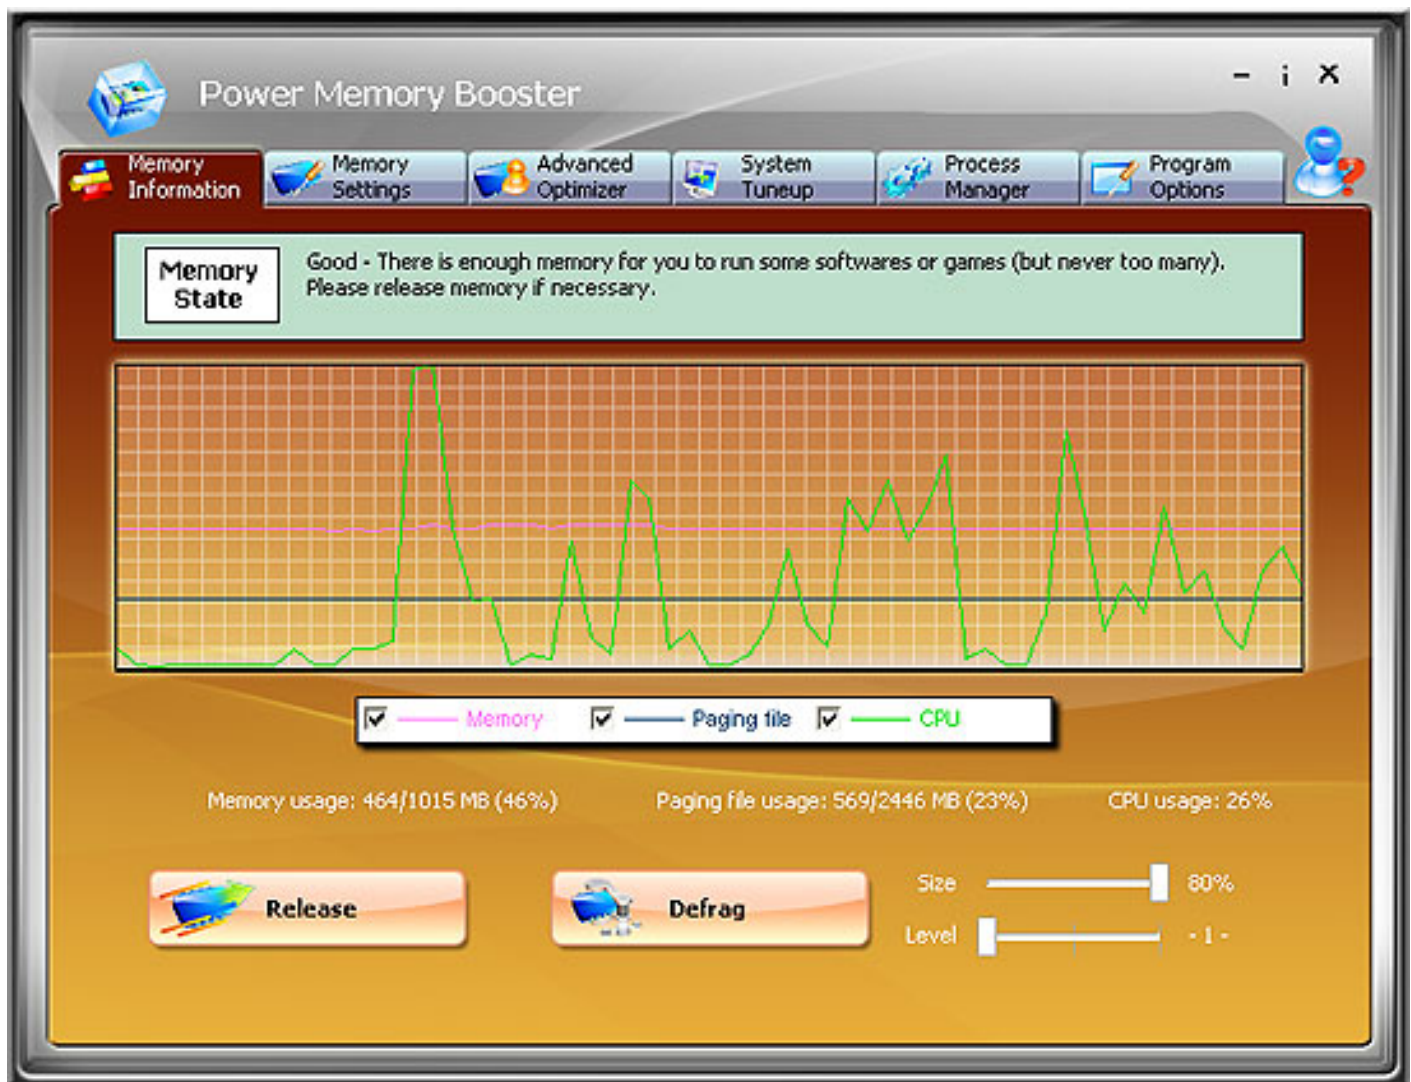 Power Memory Booster
Memory
Information
Memory
Settings
Advanced
Optimizer
System
Tuneup
Process
Manager
Program
Options
Memory
State
Good - There is enough memory for you to run some softwares or games (but never too many).
Please release memory if necessary.
Memory
Paging file
CPU
Memory usage: 464/1015 MB (46%)
Paging file usage: 569/2446 MB (23%)
CPU usage: 26%
Release
Defrag
Size 80%
Level - 1 -